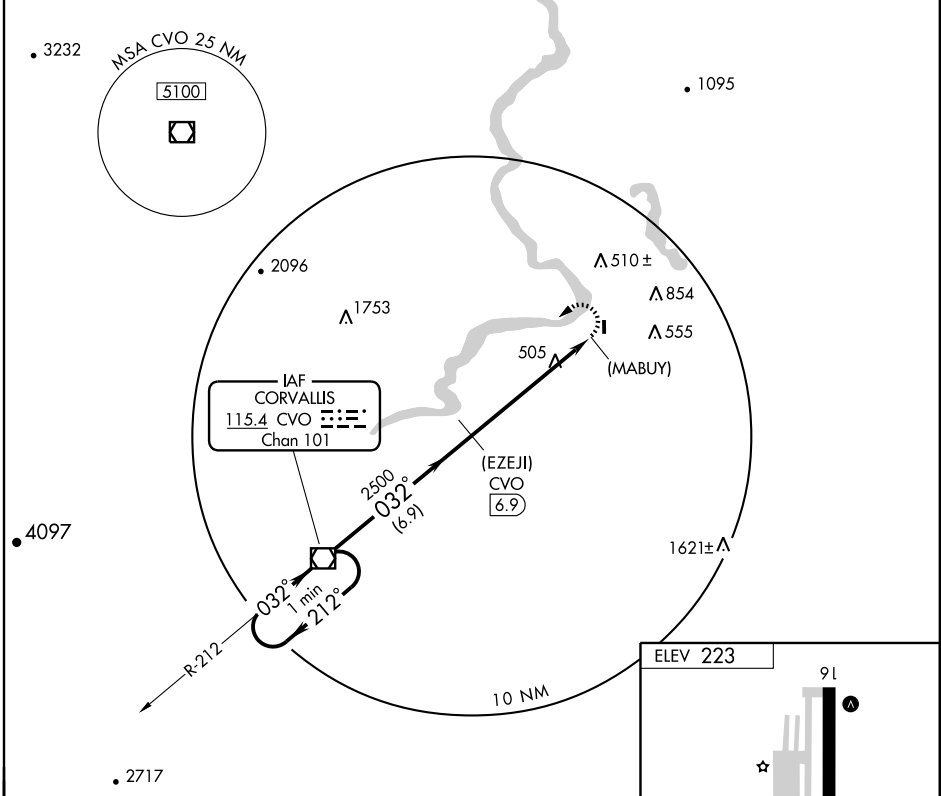 3232
MSA CVO 25 NM
5100
1095
2096
1753
510 ±
854
555
505
(MABUY)
IAF
CORVALLIS
115.4 CVO
Chan 101
(EZEJI)
CVO
6.9
2500
032°
(6.9)
4097
1621±
032°
1 min
212°
R-212
10 NM
ELEV 223
16
2717